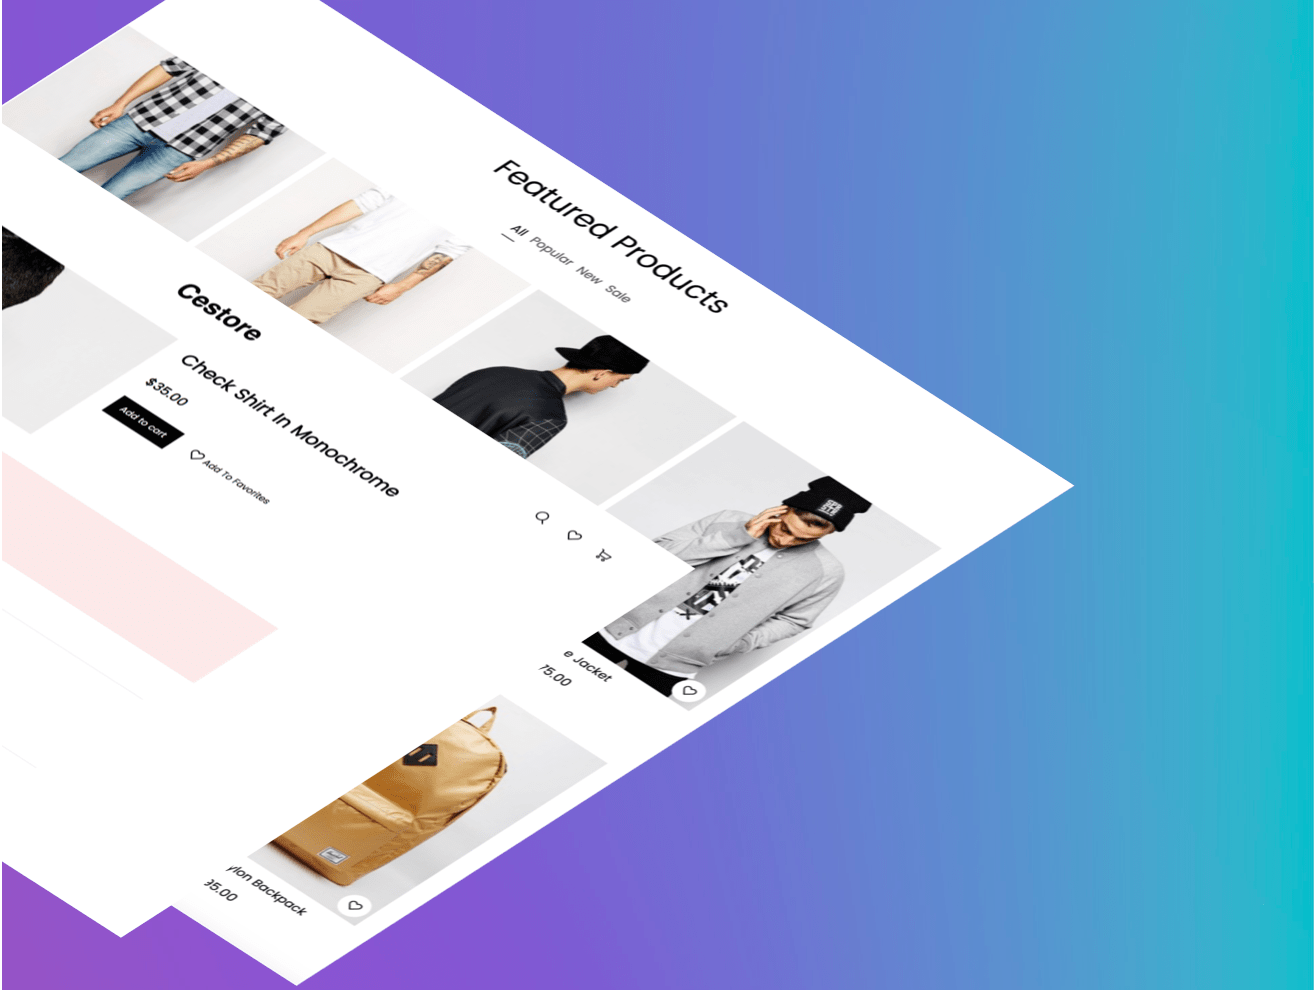 Featured Products
All Popular New Sale
Cestore
Check Shirt In Monochrome
$35.00
Add to cart
Add To Favorites
e Jacket
75.00
ylon Backpack
95.00